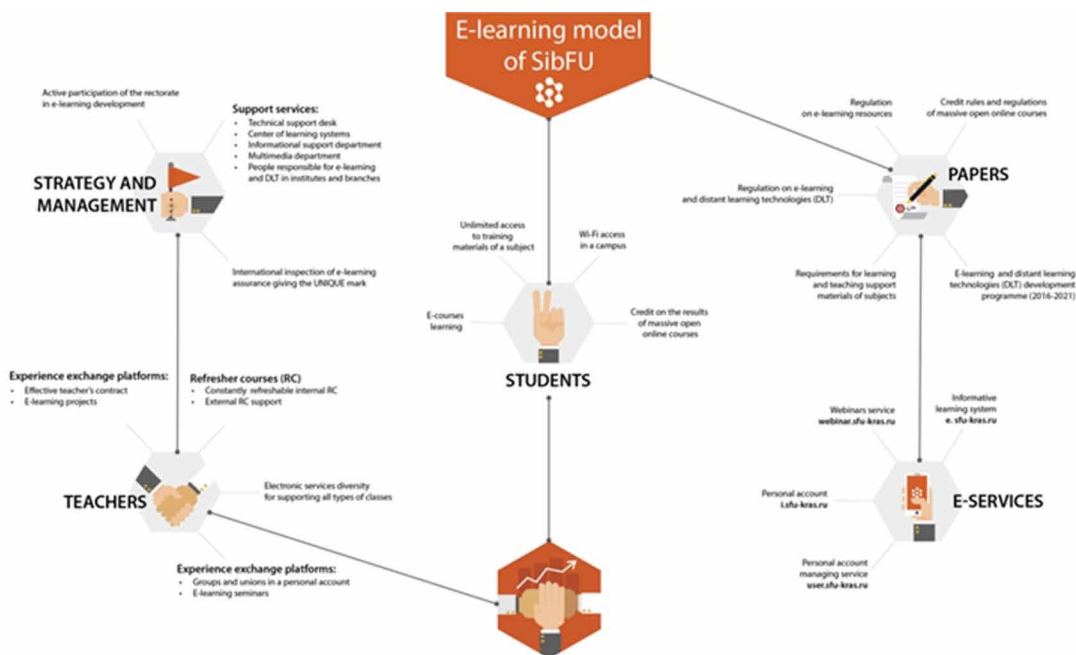 E-learning model
of SibFU
Active participation of the rectorate
in e-learning development
Support services:
• Technical support desk
• Center of learning systems
• Informational support department
• Multimedia department
• People responsible for e-learning
and DLT in institutes and branches
STRATEGY AND
MANAGEMENT
International inspection of e-learning
assurance giving the UNIQUE mark
Regulation
on e-learning resources
Credit rules and regulations
of massive open online courses
PAPERS
Regulation on e-learning
and distant learning technologies (DLT)
Requirements for learning
and teaching support
materials of subjects
E-learning and distant learning
technologies (DLT) development
programme (2016-2021)
Unlimited access
to training
materials of a subject
Wi-Fi access
in a campus
E-courses
learning
Credit on the results
of massive open
online courses
STUDENTS
Experience exchange platforms:
• Effective teacher's contract
• E-learning projects
Refresher courses (RC)
• Constantly refreshable internal RC
• External RC support
TEACHERS
Electronic services diversity
for supporting all types of classes
Experience exchange platforms:
• Groups and unions in a personal account
• E-learning seminars
Webinars service
webinar.sfu-kras.ru
Informative
learning system
e. sfu-kras.ru
Personal account
i.sfu-kras.ru
E-SERVICES
Personal account
managing service
user.sfu-kras.ru